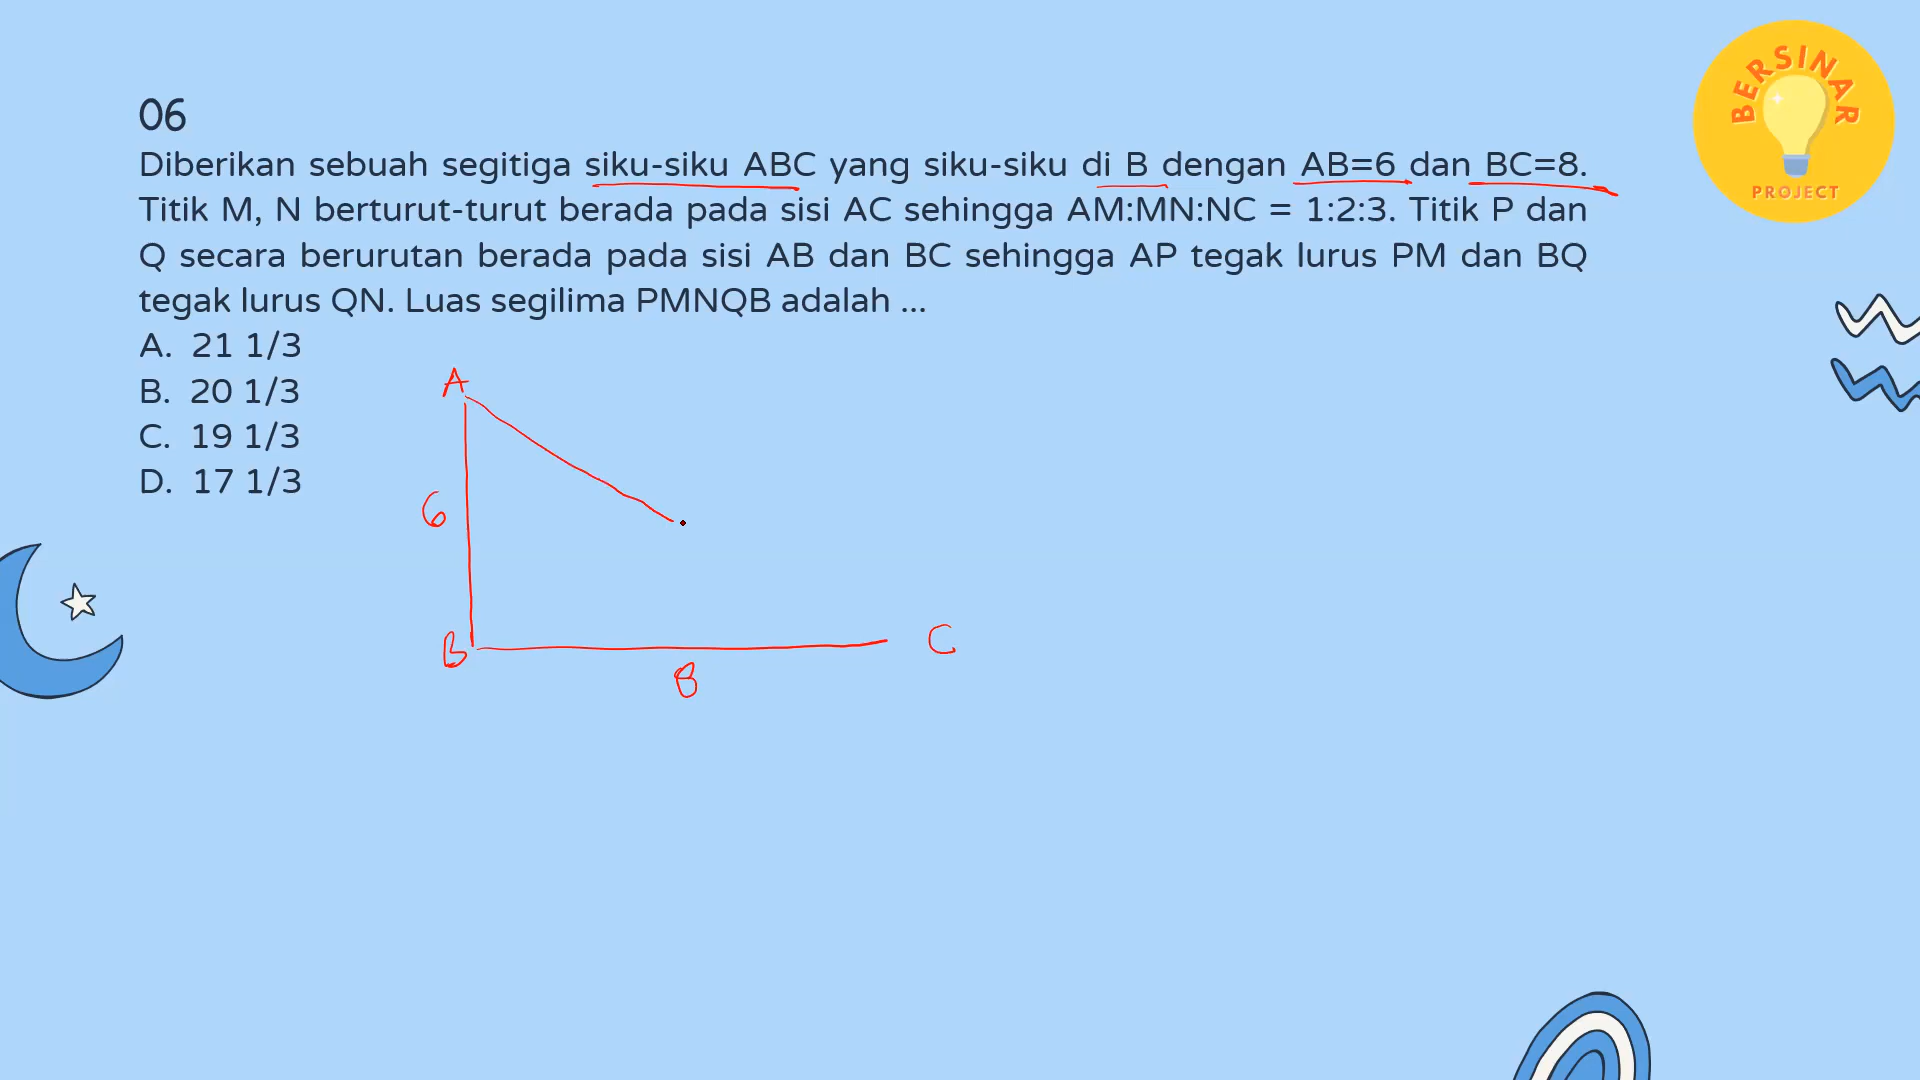 BERSINAR
PROJECT
06
Diberikan sebuah segitiga siku-siku ABC yang siku-siku di B dengan AB=6 dan BC=8.
Titik M, N berturut-turut berada pada sisi AC sehingga AM:MN:NC = 1:2:3. Titik P dan
Q secara berurutan berada pada sisi AB dan BC sehingga AP tegak lurus PM dan BQ
tegak lurus QN. Luas segilima PMNQB adalah ...
A. 21 1/3
B. 20 1/3
C. 19 1/3
D. 17 1/3
A
6
B
C
8